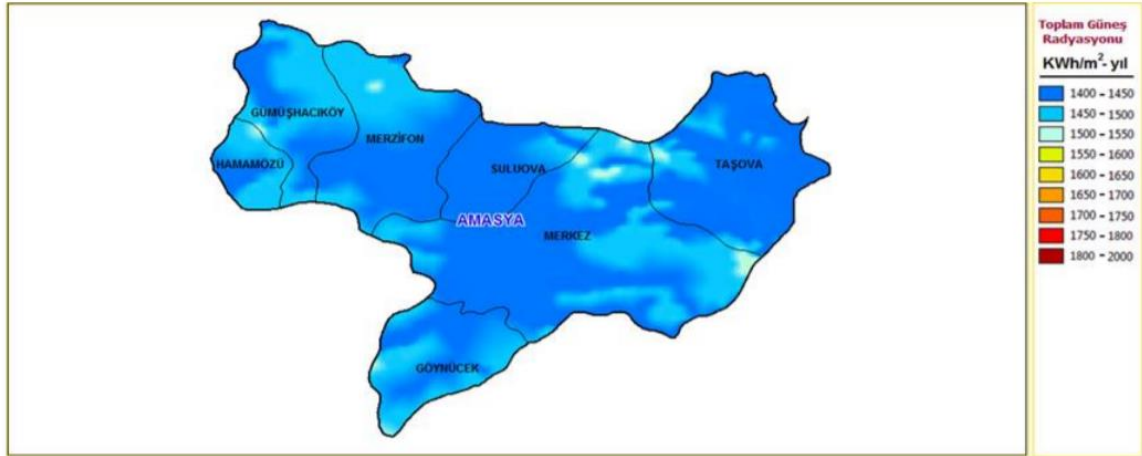 GÜMÜŞHACIKÖY
HAMAMÖZÜ
MERZİFON
SULUOVA
TAŞOVA
AMASYA
MERKEZ
GÖYNÜCEK
Toplam Güneş
Radyasyonu
KWh/m²- yıl
1400 - 1450
1450 - 1500
1500 - 1550
1550 - 1600
1600 - 1650
1650 - 1700
1700 - 1750
1750 - 1800
1800 - 2000